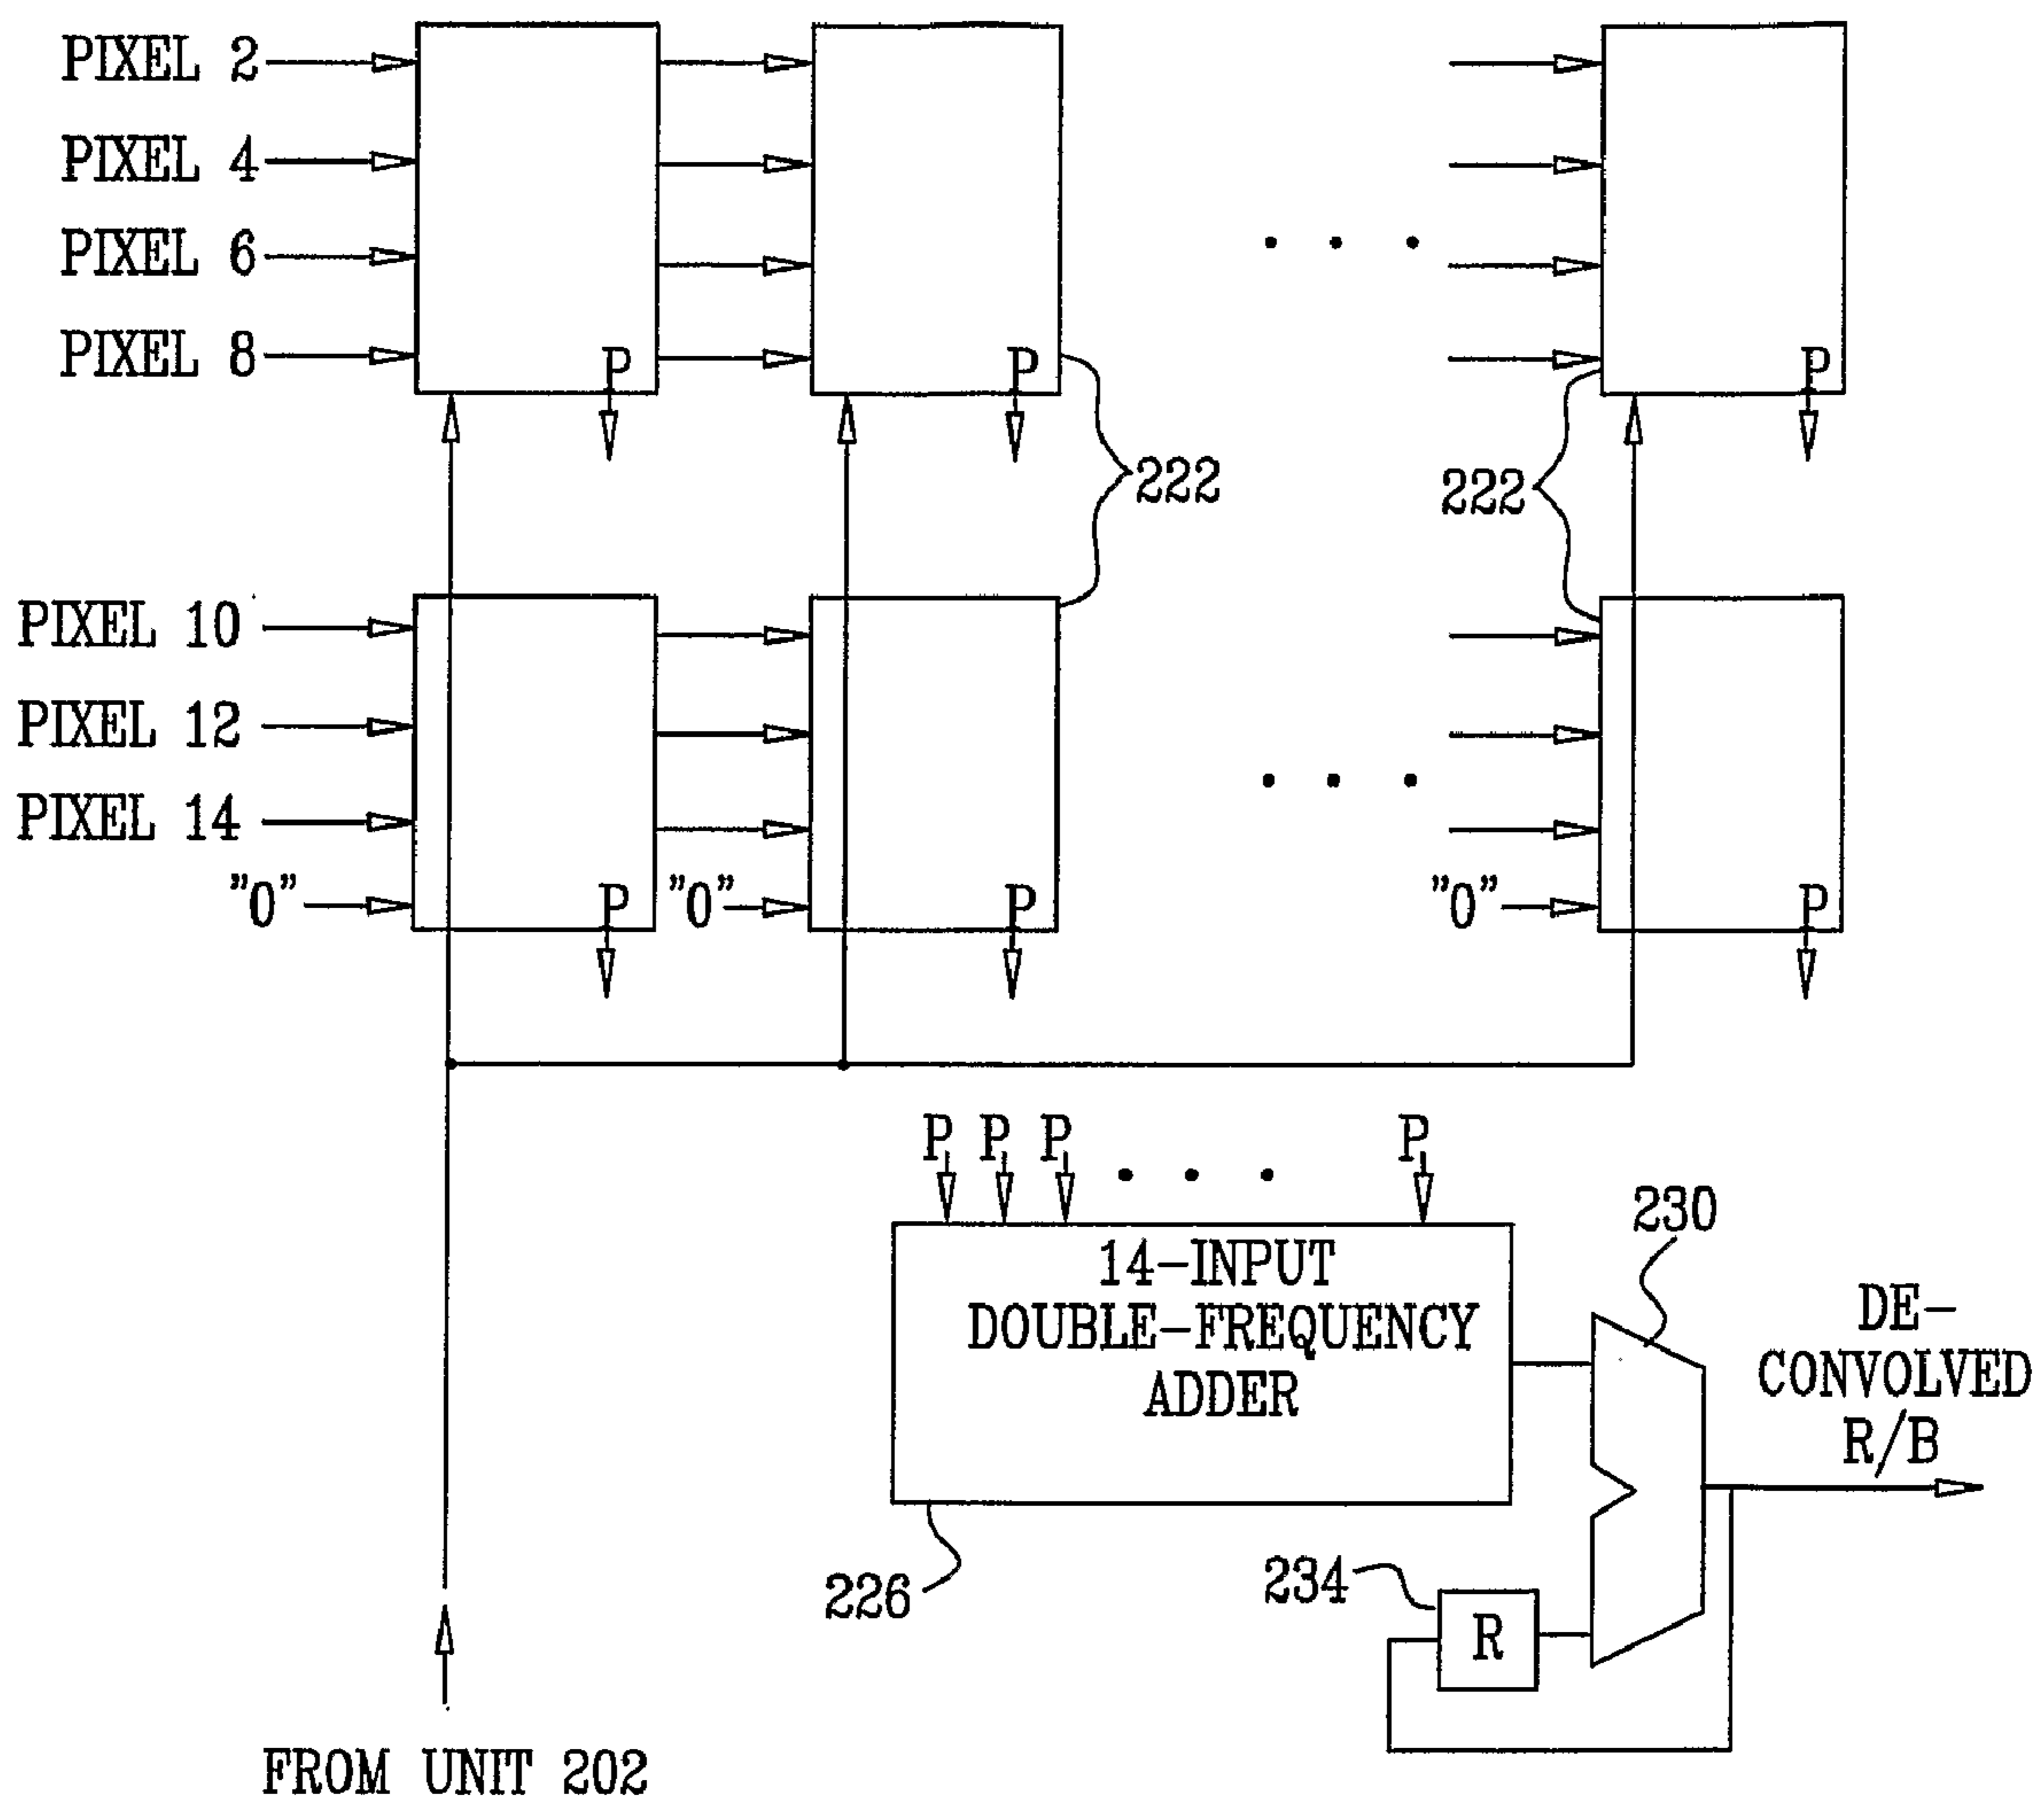 PIXEL 2
PIXEL 4
PIXEL 6
PIXEL 8
P
P
P
222
222
PIXEL 10
PIXEL 12
PIXEL 14
"0"
P
"0"
P
"0"
P
P P P P
14-INPUT
DOUBLE-FREQUENCY
ADDER
230
DE-
CONVOLVED
R/B
226
234
R
FROM UNIT 202